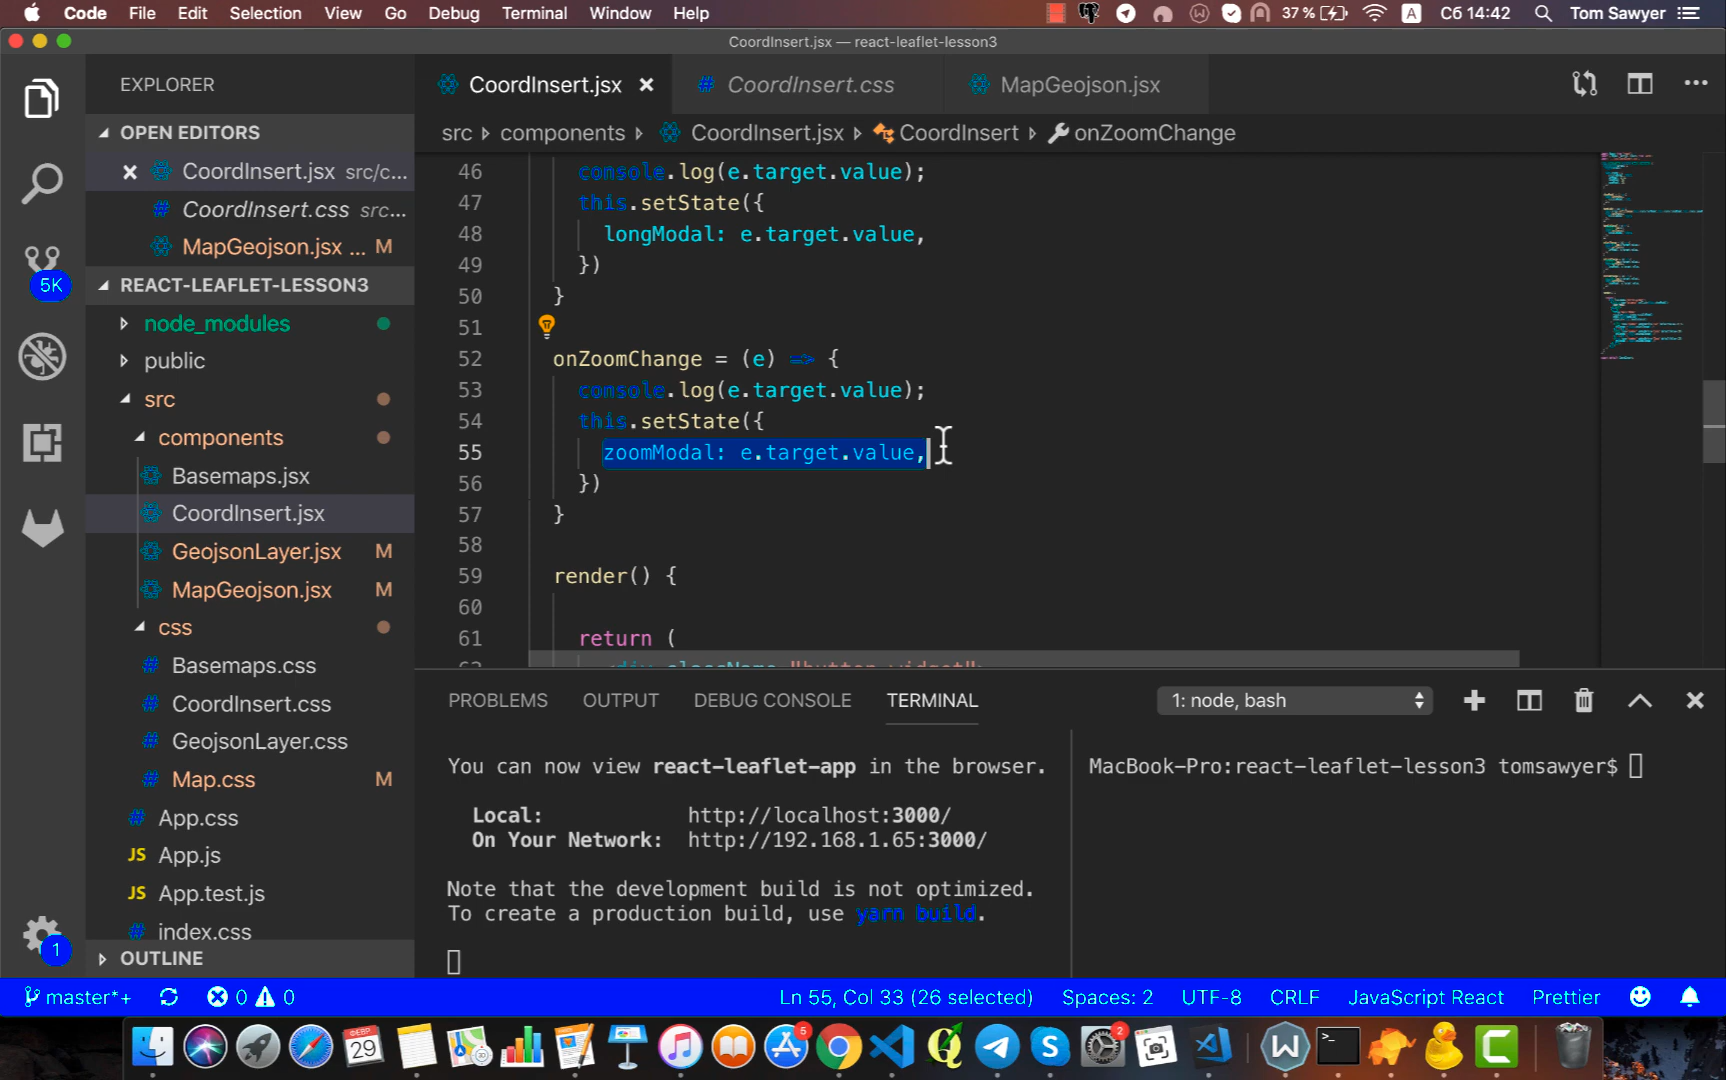 Code File Edit Selection View Go Debug Terminal Window Help 37 % A Сб 14:42 Tom Sawyer
CoordInsert.jsx — react-leaflet-lesson3
EXPLORER
OPEN EDITORS
CoordInsert.jsx src/c...
CoordInsert.css src...
MapGeojson.jsx ... M
REACT-LEAFLET-LESSON3
node_modules
public
src
components
Basemaps.jsx
CoordInsert.jsx
GeojsonLayer.jsx M
MapGeojson.jsx M
css
Basemaps.css
CoordInsert.css
GeojsonLayer.css
Map.css M
JS App.css
JS App.js
JS App.test.js
index.css
OUTLINE
5K
1
CoordInsert.jsx CoordInsert.css MapGeojson.jsx
src components CoordInsert.jsx CoordInsert onZoomChange
46 console.log(e.target.value);
47 this.setState({
48 longModal: e.target.value,
49 })
50 }
51
52 onZoomChange = (e) => {
53 console.log(e.target.value);
54 this.setState({
55 zoomModal: e.target.value,
56 })
57 }
58
59 render() {
60
61 return (
PROBLEMS OUTPUT DEBUG CONSOLE TERMINAL 1: node, bash
You can now view react-leaflet-app in the browser.
Local: http://localhost:3000/
On Your Network: http://192.168.1.65:3000/
Note that the development build is not optimized.
To create a production build, use yarn build.
MacBook-Pro:react-leaflet-lesson3 tomsawyer$
master*+ 0 0 Ln 55, Col 33 (26 selected) Spaces: 2 UTF-8 CRLF JavaScript React Prettier
ФЕВР
29
5
2